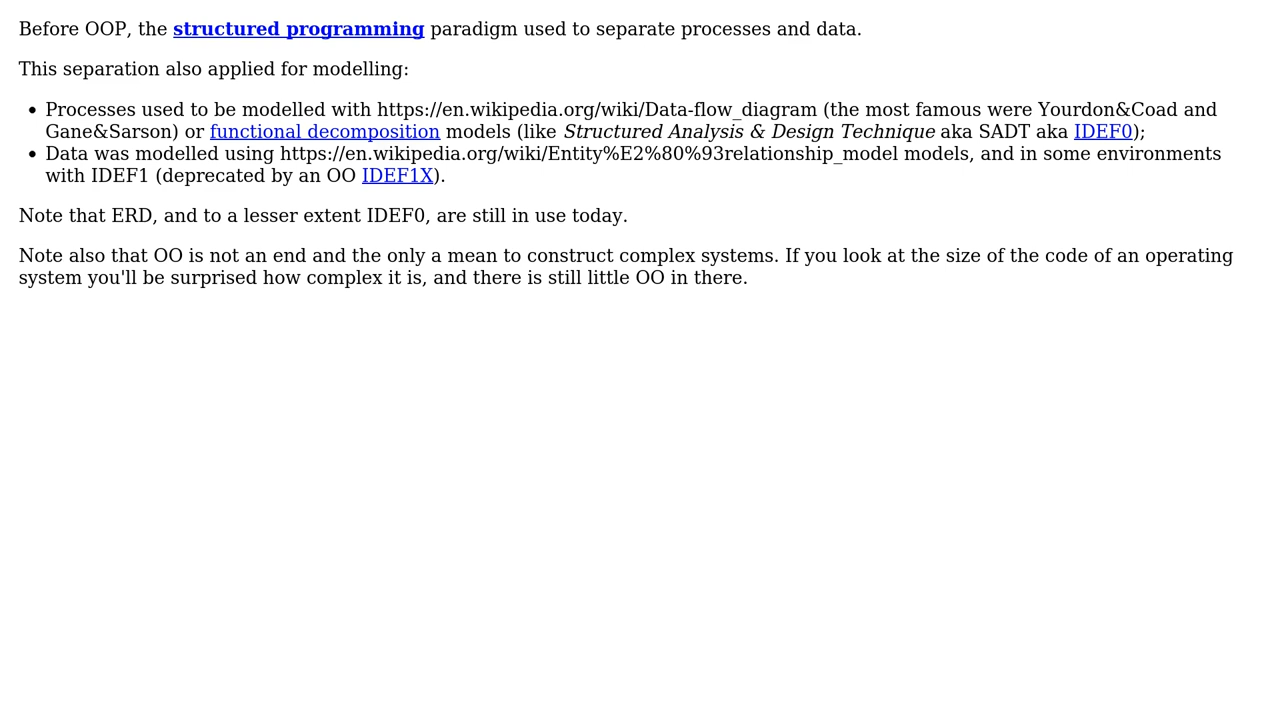 Before OOP, the structured programming paradigm used to separate processes and data.
This separation also applied for modelling:
Processes used to be modelled with https://en.wikipedia.org/wiki/Data-flow_diagram (the most famous were Yourdon&Coad and
Gane&Sarson) or functional decomposition models (like Structured Analysis & Design Technique aka SADT aka IDEF0);
Data was modelled using https://en.wikipedia.org/wiki/Entity%E2%80%93relationship_model models, and in some environments
with IDEF1 (deprecated by an OO IDEF1X).
Note that ERD, and to a lesser extent IDEF0, are still in use today.
Note also that OO is not an end and the only a mean to construct complex systems. If you look at the size of the code of an operating
system you'll be surprised how complex it is, and there is still little OO in there.